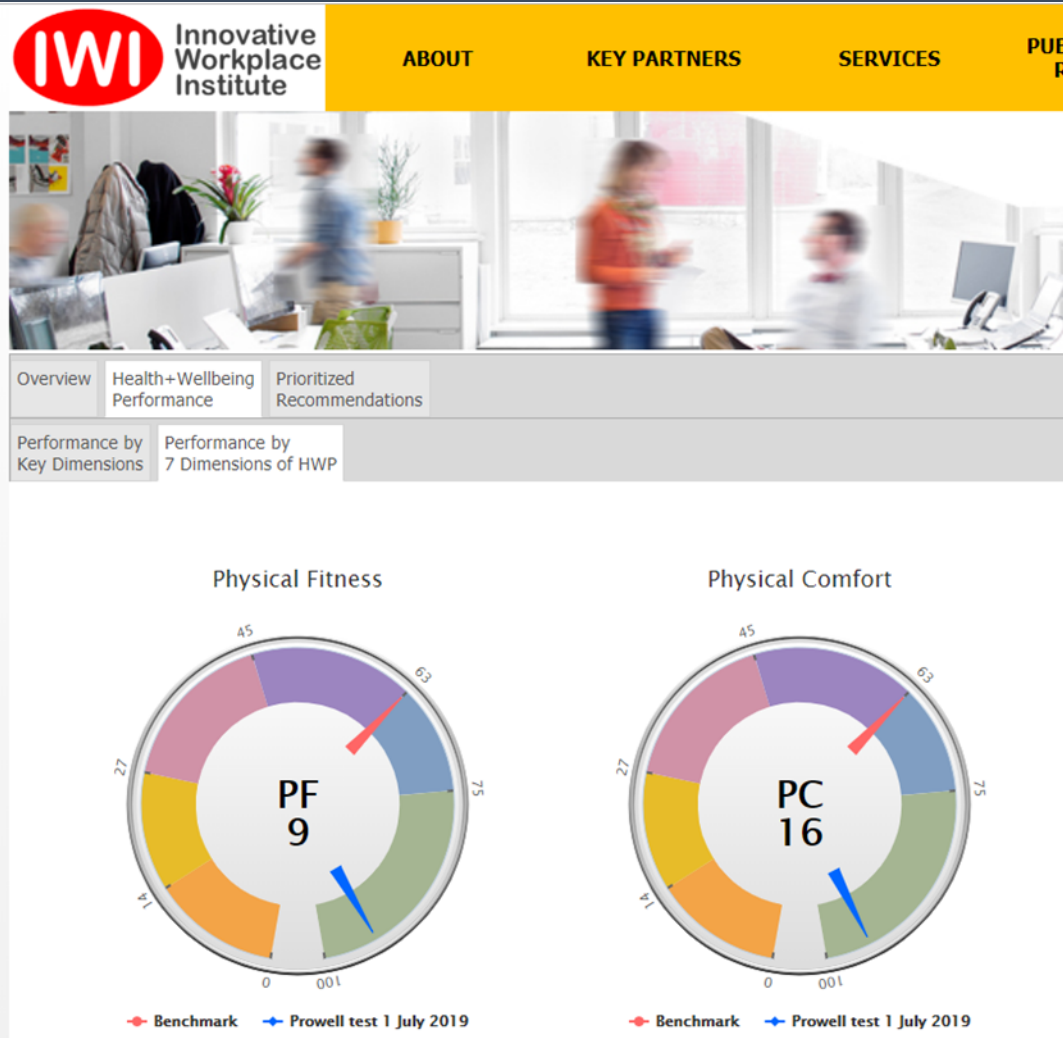 IWI
Innovative
Workplace
Institute
ABOUT
KEY PARTNERS
SERVICES
Overview
Health+Wellbeing
Performance
Prioritized
Recommendations
Performance by
Key Dimensions
Performance by
7 Dimensions of HWP
Physical Fitness
45
63
27
75
14
0
100
PF
9
Benchmark
Prowell test 1 July 2019
Physical Comfort
45
63
27
75
14
0
100
PC
16
Benchmark
Prowell test 1 July 2019